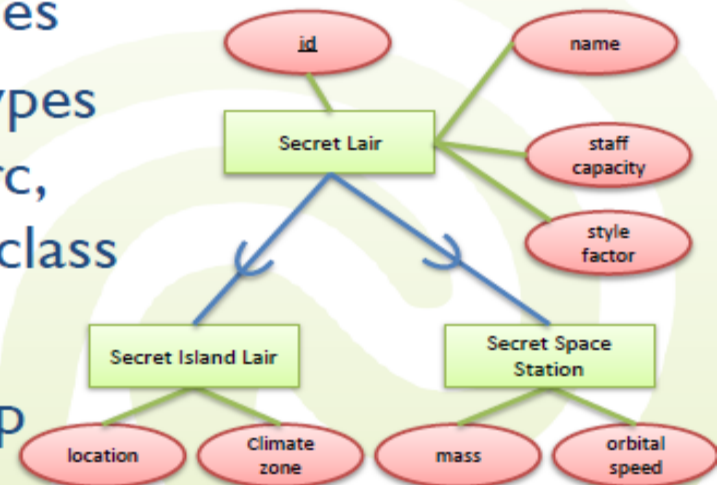 es
ypes
rc,
class
p
id
name
Secret Lair
staff
capacity
style
factor
Secret Island Lair
Secret Space
Station
location
Climate
zone
mass
orbital
speed